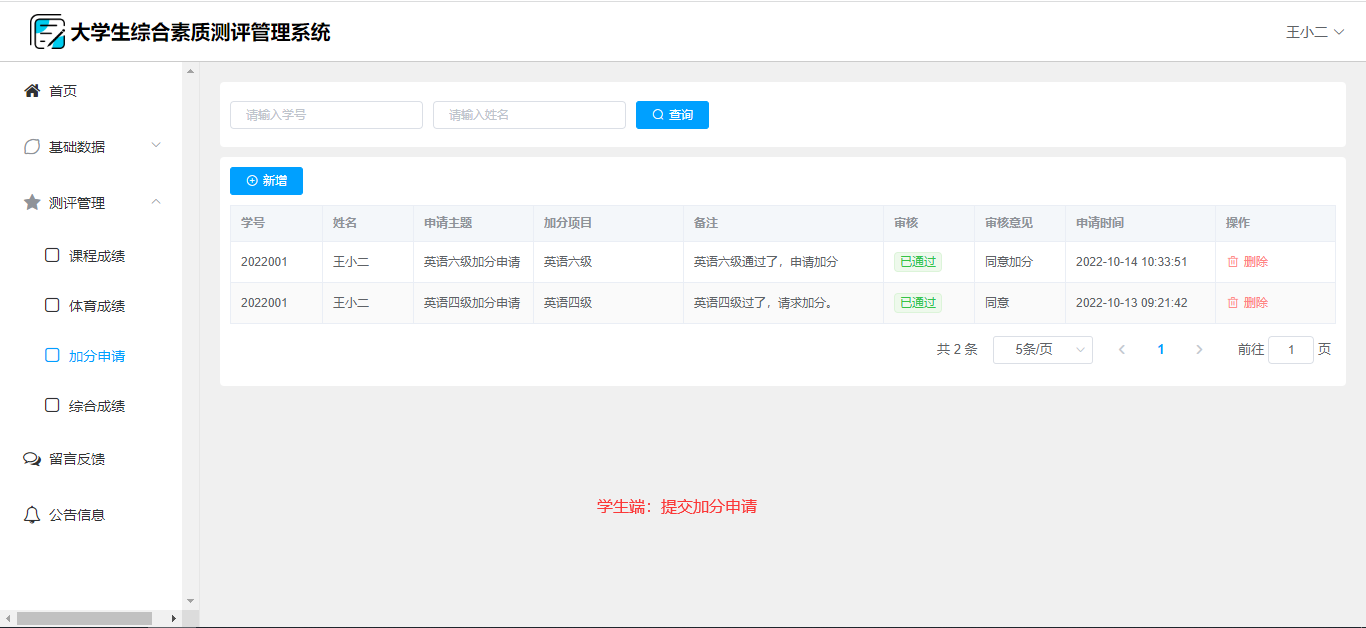 大学生综合素质测评管理系统
王小二
首页
基础数据
测评管理
课程成绩
体育成绩
加分申请
综合成绩
留言反馈
公告信息
请输入学号 请输入姓名 查询
新增
学号 姓名 申请主题 加分项目 备注 审核 审核意见 申请时间 操作
2022001 王小二 英语六级加分申请 英语六级 英语六级通过了，申请加分 已通过 同意加分 2022-10-14 10:33:51 删除
2022001 王小二 英语四级加分申请 英语四级 英语四级过了，请求加分。 已通过 同意 2022-10-13 09:21:42 删除
共 2 条 5条/页 1 前往 1 页
学生端：提交加分申请